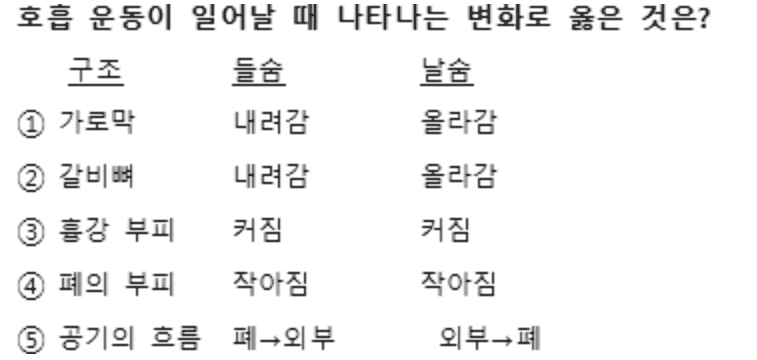 호흡 운동이 일어날 때 나타나는 변화로 옳은 것은?
구조 들숨 날숨
① 가로막 내려감 올라감
② 갈비뼈 내려감 올라감
③ 흉강 부피 커짐 커짐
④ 폐의 부피 작아짐 작아짐
⑤ 공기의 흐름 폐→외부 외부→폐